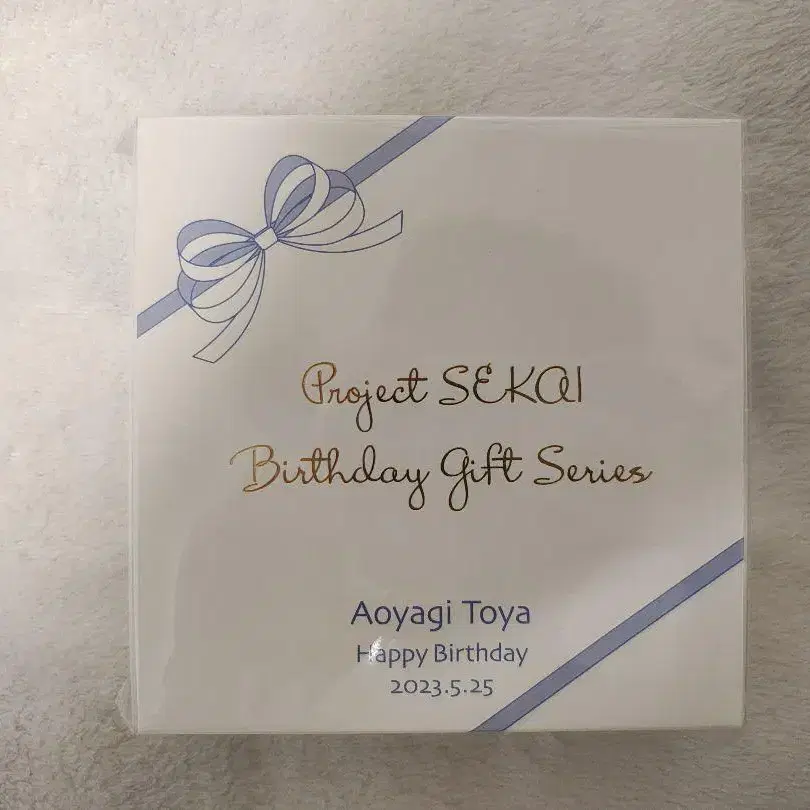 Project SEKAI
Birthday Gift Series
Aoyagi Toya
Happy Birthday
2023.5.25